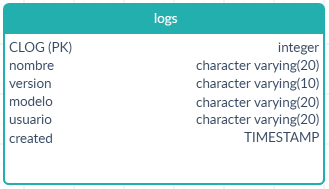 logs
CLOG (PK) integer
nombre character varying(20)
version character varying(10)
modelo character varying(20)
usuario character varying(20)
created TIMESTAMP